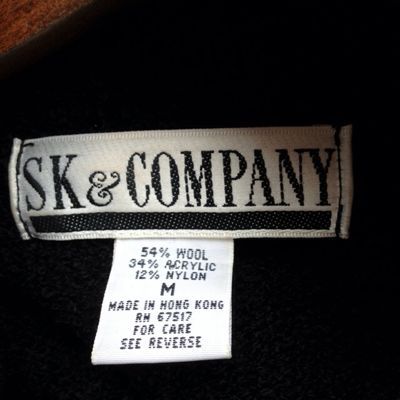 SK & COMPANY
54% WOOL
34% ACRYLIC
12% NYLON
M
MADE IN HONG KONG
RN 67517
FOR CARE
SEE REVERSE